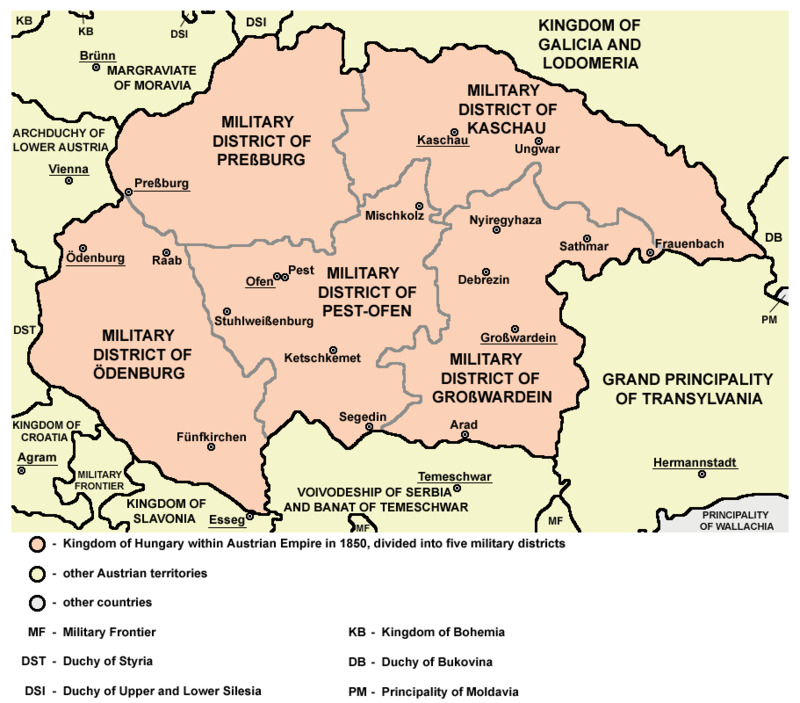 KB
KB
DSI
DSI
KINGDOM OF
GALICIA AND
LODOMERIA
Brünn
MARGRAVIATE
OF MORAVIA
MILITARY
DISTRICT OF
PREßBURG
MILITARY
DISTRICT OF
KASCHAU
Kaschau
Ungwar
ARCHDUCHY OF
LOWER AUSTRIA
Vienna
Preßburg
Mischkolz
Nyiregyhaza
Sathmar
Frauenbach
DB
Ödenburg
Raab
Ofen
Pest
MILITARY
DISTRICT OF
PEST-OFEN
Debrezin
PM
Stuhlweißenburg
DST
MILITARY
DISTRICT OF
ÖDENBURG
Ketschkemet
Großwardein
MILITARY
DISTRICT OF
GROßWARDEIN
GRAND PRINCIPALITY
OF TRANSYLVANIA
KINGDOM OF
CROATIA
Agram
Fünfkirchen
Segedin
Arad
MILITARY
FRONTIER
KINGDOM OF
SLAVONIA
Esseg
VOIVODESHIP OF SERBIA
AND BANAT OF TEMESCHWAR
Temeschwar
MF
MF
Hermannstadt
PRINCIPALITY
OF WALLACHIA
- Kingdom of Hungary within Austrian Empire in 1850, divided into five military districts
- other Austrian territories
- other countries
MF - Military Frontier
DST - Duchy of Styria
DSI - Duchy of Upper and Lower Silesia
KB - Kingdom of Bohemia
DB - Duchy of Bukovina
PM - Principality of Moldavia